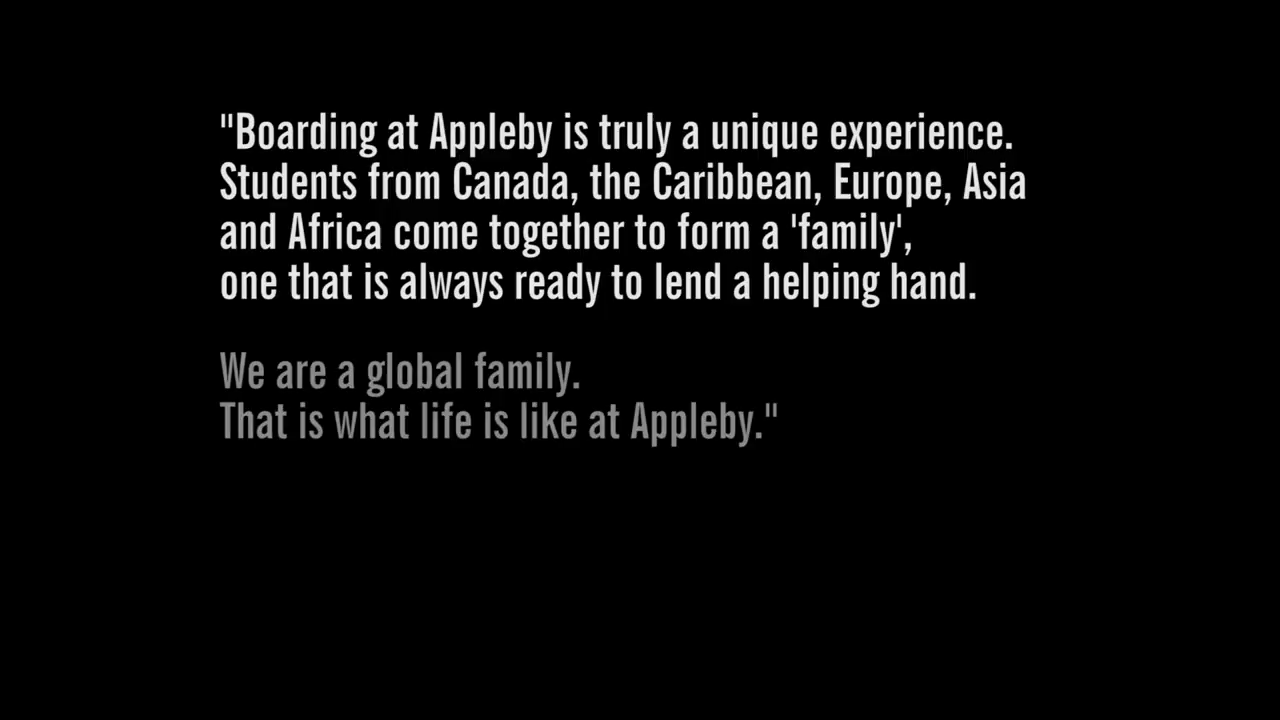 "Boarding at Appleby is truly a unique experience.
Students from Canada, the Caribbean, Europe, Asia
and Africa come together to form a 'family',
one that is always ready to lend a helping hand.
We are a global family.
That is what life is like at Appleby."